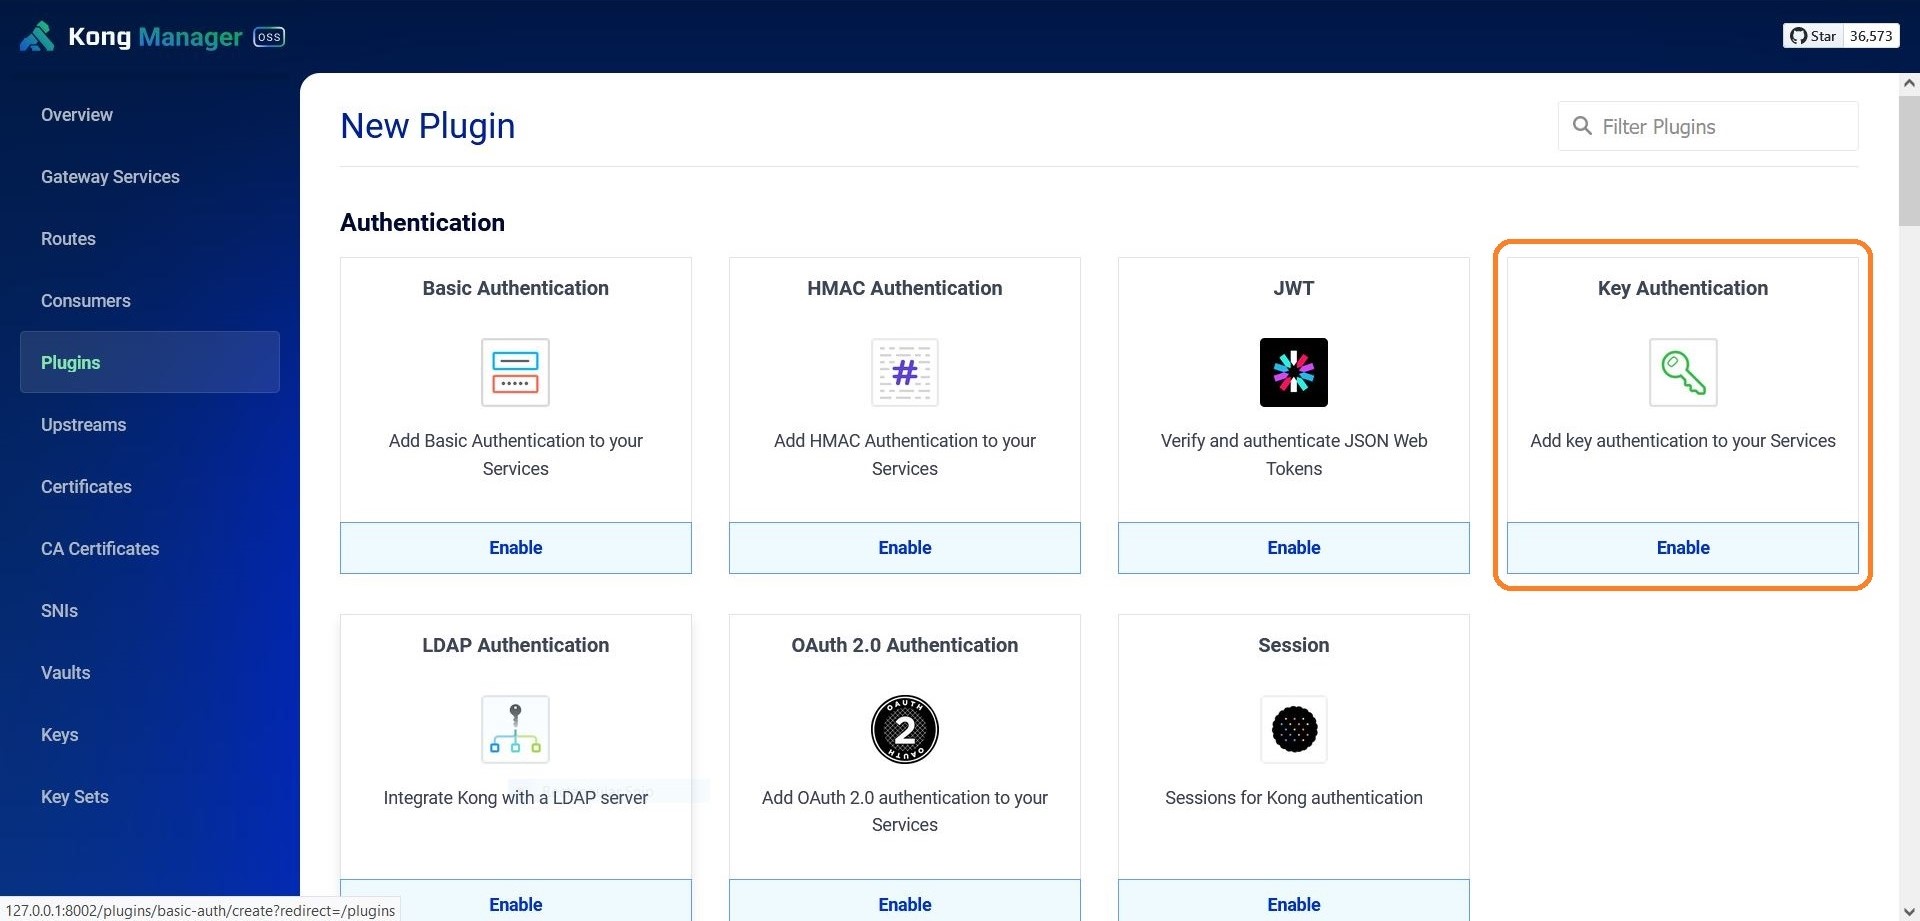 Kong Manager OSS
Star 36,573
Overview
Gateway Services
Routes
Consumers
Plugins
Upstreams
Certificates
CA Certificates
SNIs
Vaults
Keys
Key Sets
New Plugin
Filter Plugins
Authentication
Basic Authentication
Add Basic Authentication to your
Services
Enable
HMAC Authentication
#
Add HMAC Authentication to your
Services
Enable
JWT
Verify and authenticate JSON Web
Tokens
Enable
Key Authentication
Add key authentication to your Services
Enable
LDAP Authentication
Integrate Kong with a LDAP server
Enable
OAuth 2.0 Authentication
OAUTH
2
OAUTH
Add OAuth 2.0 authentication to your
Services
Enable
Session
Sessions for Kong authentication
Enable
127.0.0.1:8002/plugins/basic-auth/create?redirect=/plugins